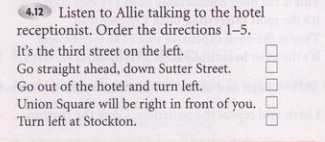 4.12 Listen to Allie talking to the hotel
receptionist. Order the directions 1–5.
It's the third street on the left.
Go straight ahead, down Sutter Street.
Go out of the hotel and turn left.
Union Square will be right in front of you.
Turn left at Stockton.